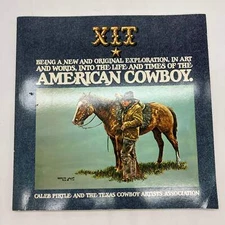 XIT
BEING A NEW AND ORIGINAL EXPLORATION, IN ART
AND WORDS, INTO THE LIFE AND TIMES OF THE
AMERICAN COWBOY.
CALEB PIRTLE AND THE TEXAS COWBOY ARTISTS ASSOCIATION